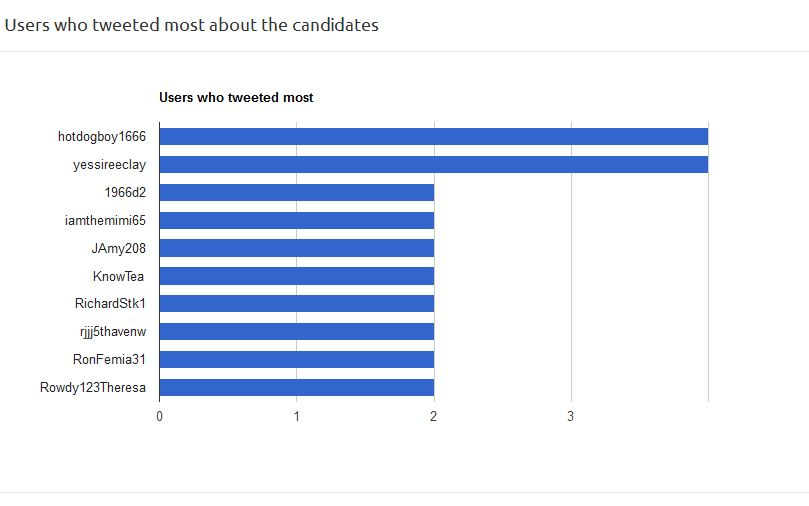 Users who tweeted most about the candidates
Users who tweeted most
hotdogboy1666
yessireeclay
1966d2
iamthemimi65
JAmy208
KnowTea
RichardStk1
rjjj5thavenw
RonFemia31
Rowdy123Theresa
0 1 2 3